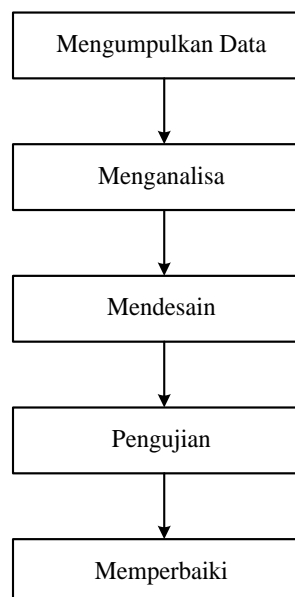 Mengumpulkan Data
Menganalisa
Mendesain
Pengujian
Memperbaiki